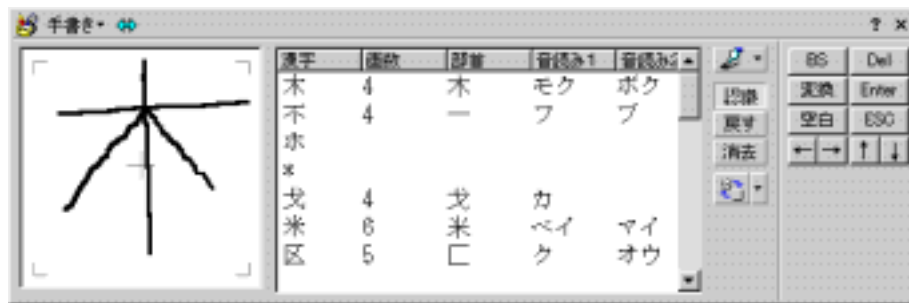 手書き
? ×
漢字 画数 部首 音読み1 音読み2
木 4 木 モク ボク
不 4 一 フ ブ
ホ
*
戈 4 戈 カ
米 6 米 ベイ マイ
区 5 匚 ク オウ
認識
戻す
消去
BS Del
変換 Enter
空白 ESC
← → ↑ ↓
木